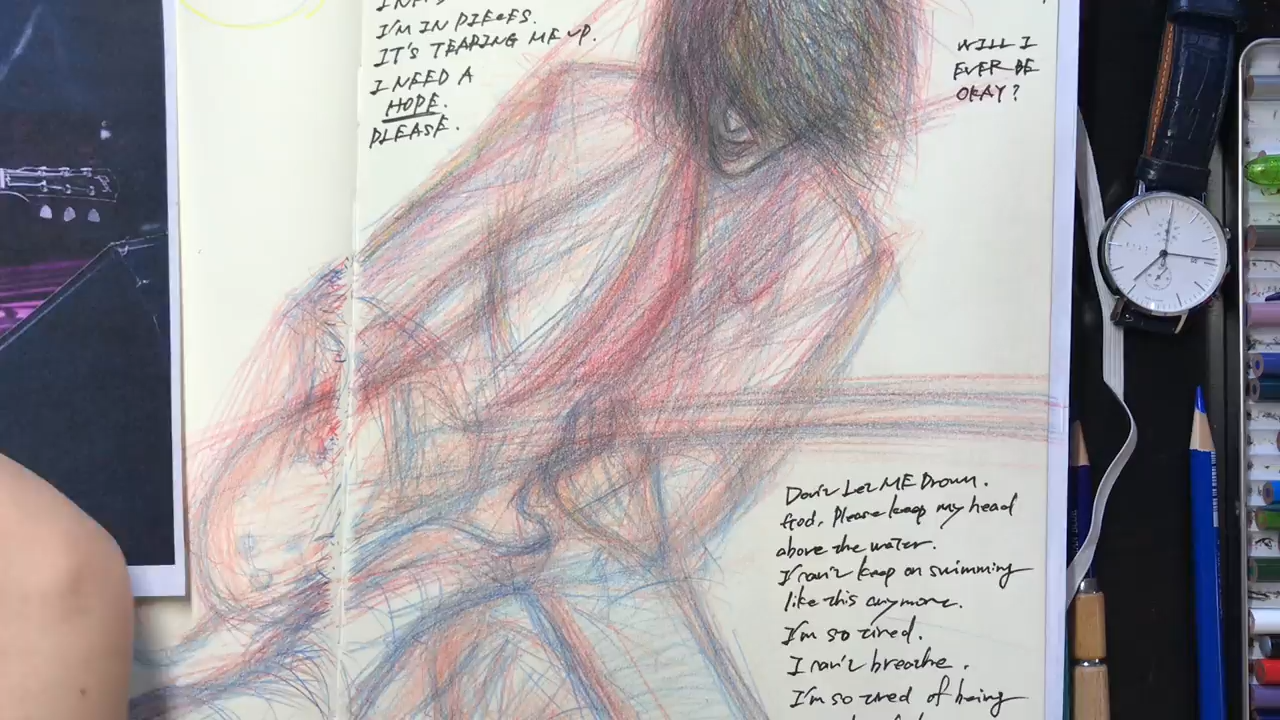 I'M IN PIECES.
IT'S TEARING ME UP.
I NEED A
HOPE.
PLEASE.
WILL I
EVER BE
OKAY?
Don't Let ME Drown.
God, Please keep my head
above the water.
I can't keep on swimming
like this anymore.
I'm so tired.
I can't breathe.
I'm so tired of being